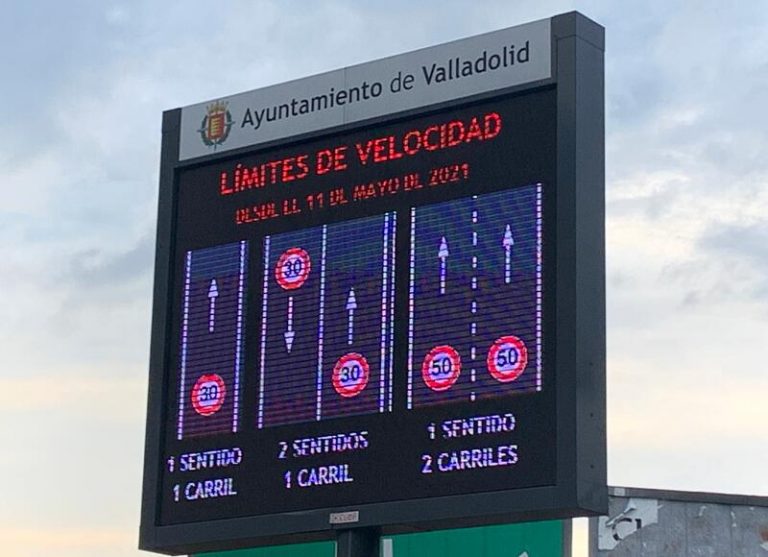 Ayuntamiento de Valladolid
LÍMITES DE VELOCIDAD
DESDE EL 11 DE MAYO DE 2021
30
30
30
50
50
1 SENTIDO
1 CARRIL
2 SENTIDOS
1 CARRIL
1 SENTIDO
2 CARRILES